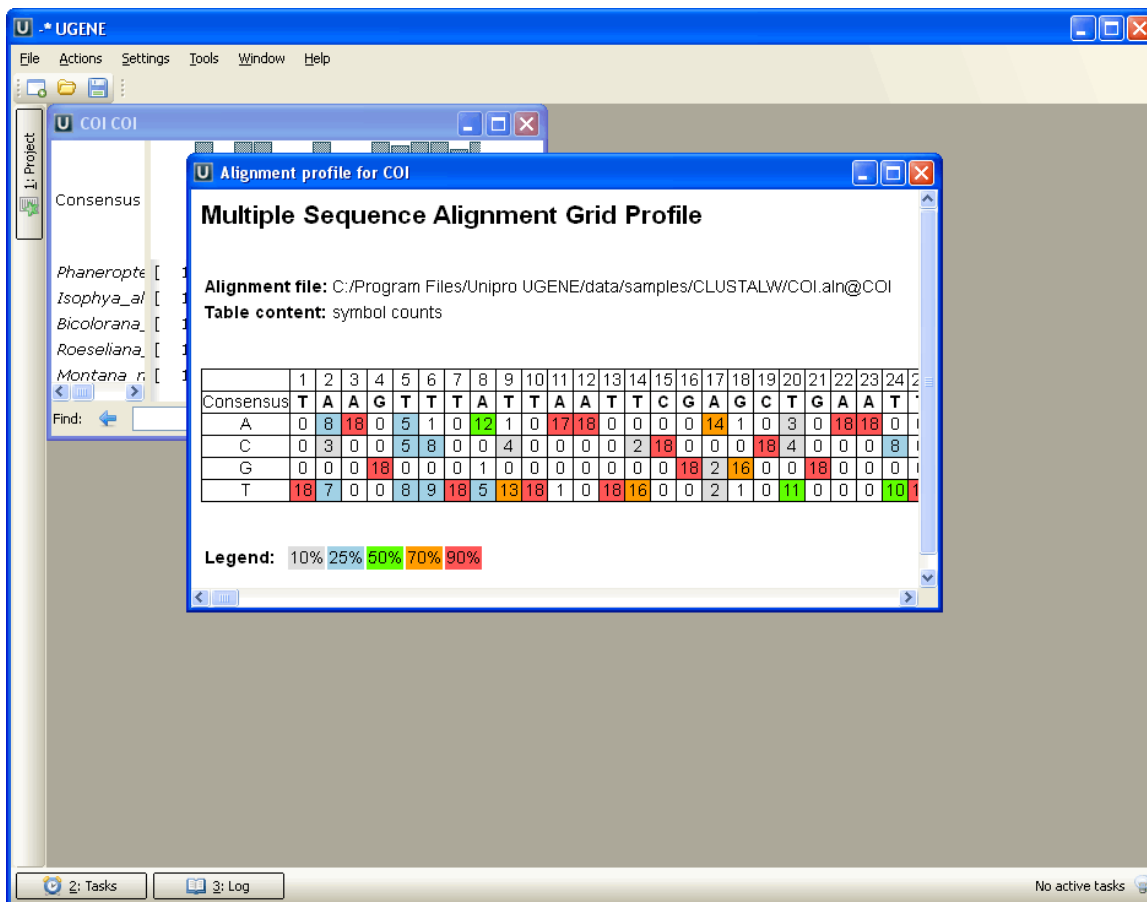 -* UGENE
File Actions Settings Tools Window Help
1: Project
COI COI
Consensus
Phaneropte [ 1
Isophya_al [ 1
Bicolorana_ [ 1
Roeseliana_ [ 1
Montana_r [ 1
Find:
Alignment profile for COI
Multiple Sequence Alignment Grid Profile
Alignment file: C:/Program Files/Unipro UGENE/data/samples/CLUSTALW/COI.aln@COI
Table content: symbol counts
1 2 3 4 5 6 7 8 9 10 11 12 13 14 15 16 17 18 19 20 21 22 23 24 2
Consensus T A A G T T T A T T A A T T C G A G C T G A A T T
A 0 8 18 0 5 1 0 12 1 0 17 18 0 0 0 0 14 1 0 3 0 18 18 0
C 0 3 0 0 5 8 0 0 4 0 0 0 0 2 18 0 0 0 18 4 0 0 0 8
G 0 0 0 18 0 0 0 1 0 0 0 0 0 0 0 18 2 16 0 0 18 0 0 0
T 18 7 0 0 8 9 18 5 13 18 1 0 18 16 0 0 2 1 0 11 0 0 0 10 1
Legend: 10% 25% 50% 70% 90%
2: Tasks 3: Log No active tasks